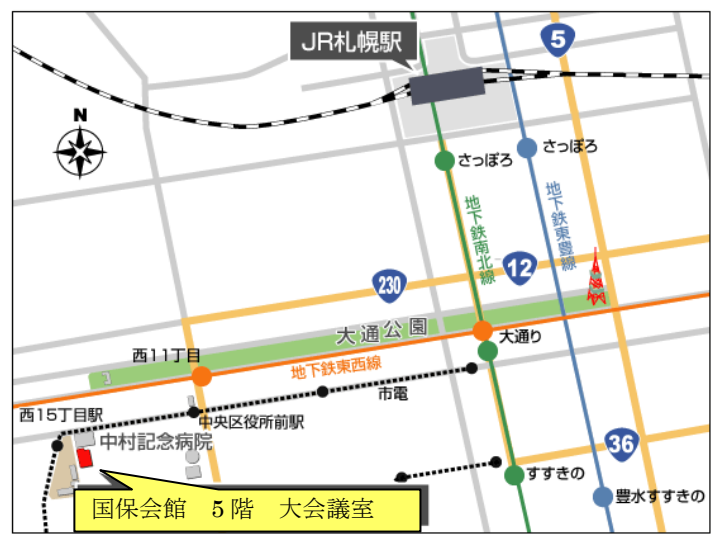 JR札幌駅
5
N
さっぽろ
さっぽろ
地下鉄南北線
地下鉄東豊線
12
230
大通公園
大通り
西11丁目
地下鉄東西線
市電
西15丁目駅
中央区役所前駅
中村記念病院
36
すすきの
豊水すすきの
国保会館 5階 大会議室